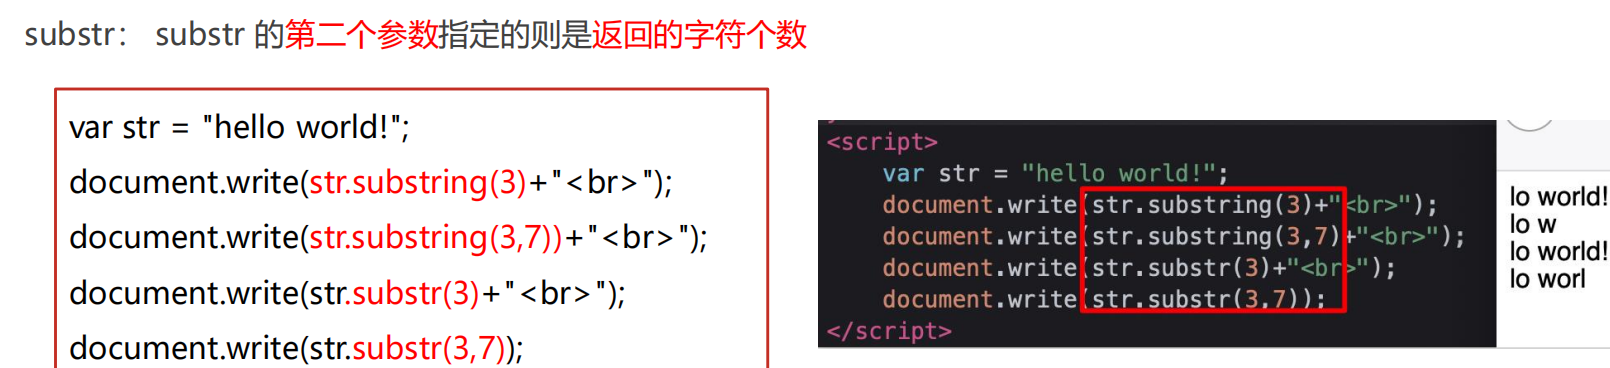 substr： substr 的第二个参数指定的则是返回的字符个数
var str = "hello world!";
document.write(str.substring(3)+"<br>");
document.write(str.substring(3,7))+"<br>");
document.write(str.substr(3)+"<br>");
document.write(str.substr(3,7));
<script>
var str = "hello world!";
document.write(str.substring(3)+"<br>");
document.write(str.substring(3,7)+"<br>");
document.write(str.substr(3)+"<br>");
document.write(str.substr(3,7));
</script>
lo world!
lo w
lo world!
lo worl